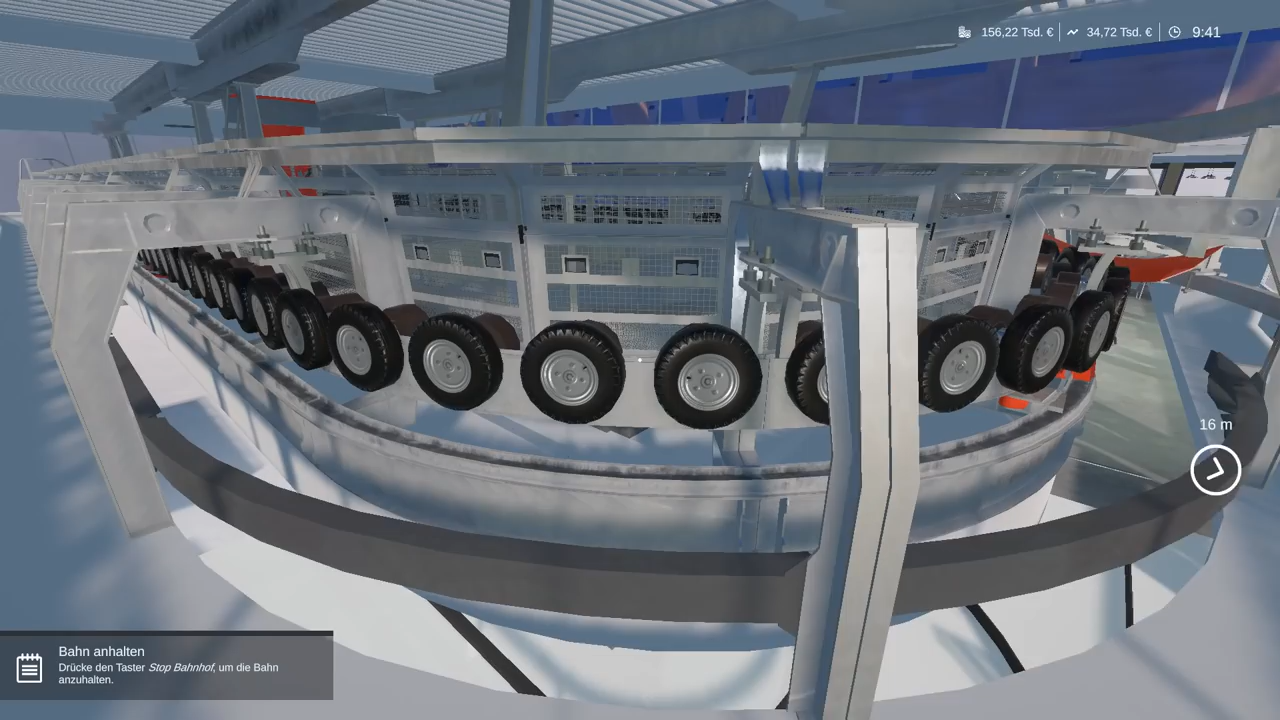 156,22 Tsd. € 34,72 Tsd. € 9:41
16 m
Bahn anhalten
Drücke den Taster Stop Bahnhof, um die Bahn
anzuhalten.